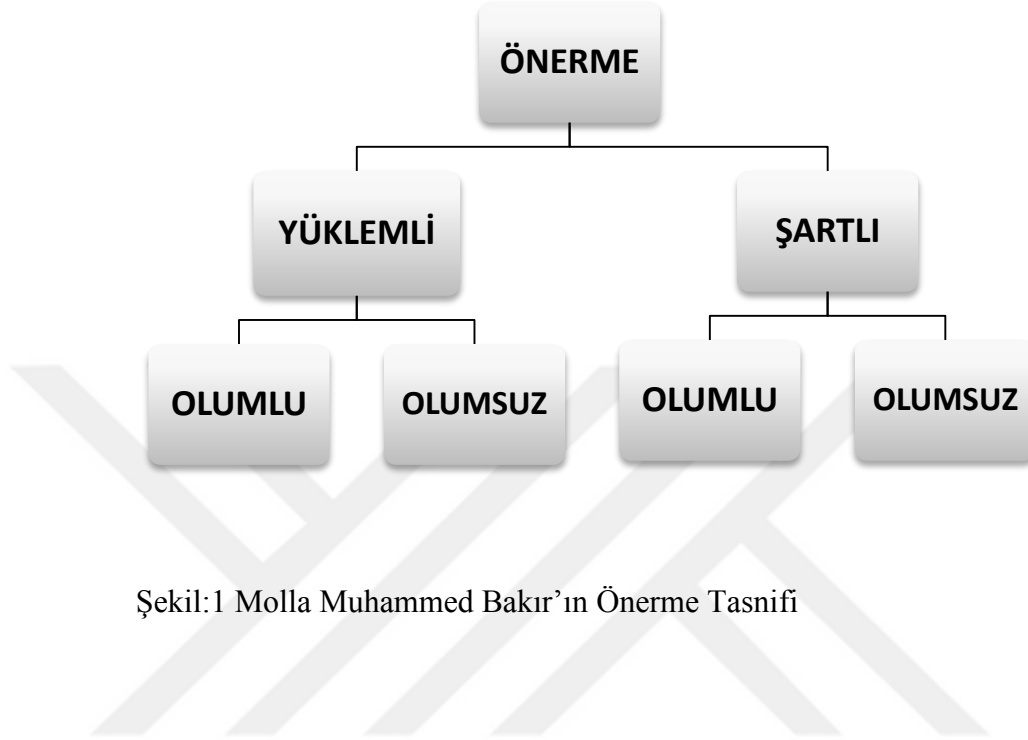 ÖNERME
YÜKLEMLİ
ŞARTLI
OLUMLU
OLUMSUZ
OLUMLU
OLUMSUZ
Şekil:1 Molla Muhammed Bakır’ın Önerme Tasnifi